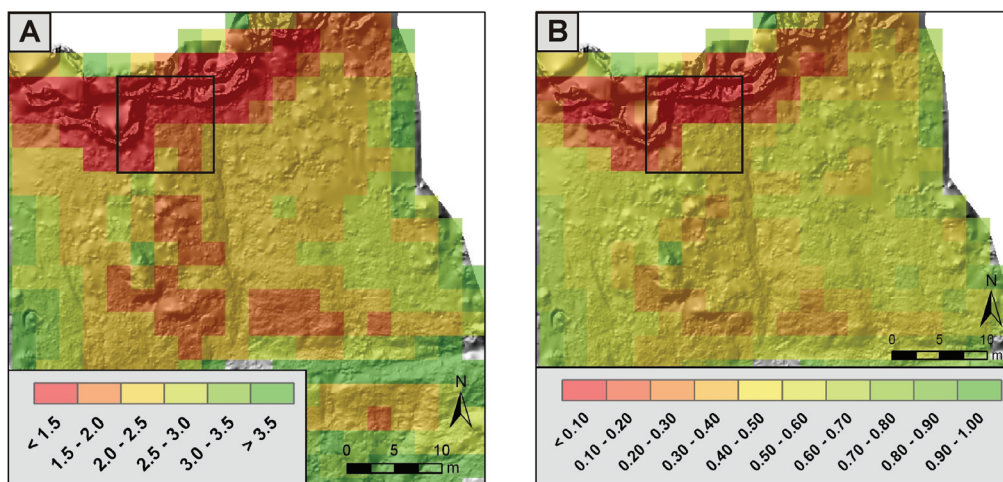 A
B
N
0 5 10
m
< 1.5
1.5 - 2.0
2.0 - 2.5
2.5 - 3.0
3.0 - 3.5
> 3.5
N
0 5 10
m
< 0.10
0.10 - 0.20
0.20 - 0.30
0.30 - 0.40
0.40 - 0.50
0.50 - 0.60
0.60 - 0.70
0.70 - 0.80
0.80 - 0.90
0.90 - 1.00